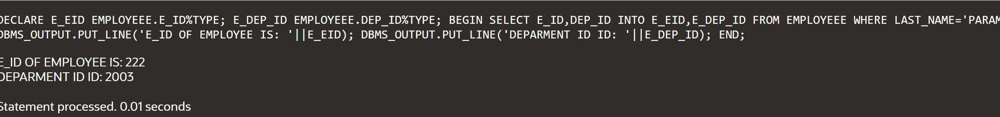 DECLARE E_EID EMPLOYEEE.E_ID%TYPE; E_DEP_ID EMPLOYEEE.DEP_ID%TYPE; BEGIN SELECT E_ID,DEP_ID INTO E_EID,E_DEP_ID FROM EMPLOYEEE WHERE LAST_NAME='PARAM
DBMS_OUTPUT.PUT_LINE('E_ID OF EMPLOYEE IS: '||E_EID); DBMS_OUTPUT.PUT_LINE('DEPARMENT ID ID: '||E_DEP_ID); END;
E_ID OF EMPLOYEE IS: 222
DEPARMENT ID ID: 2003
Statement processed. 0.01 seconds